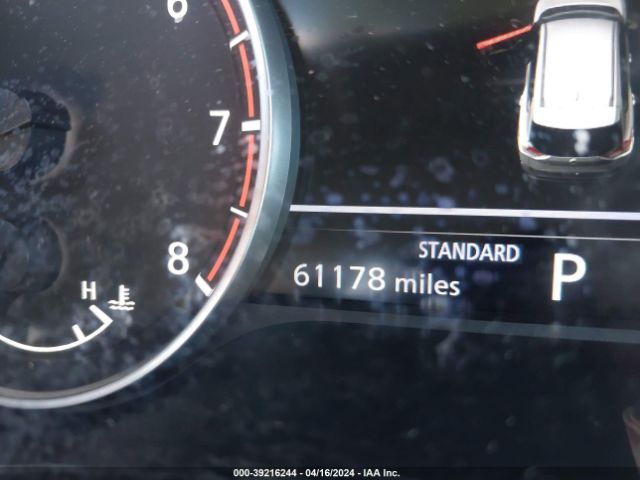 6
7
8
H
STANDARD
61178 miles P
000-39216244 - 04/16/2024 - IAA Inc.